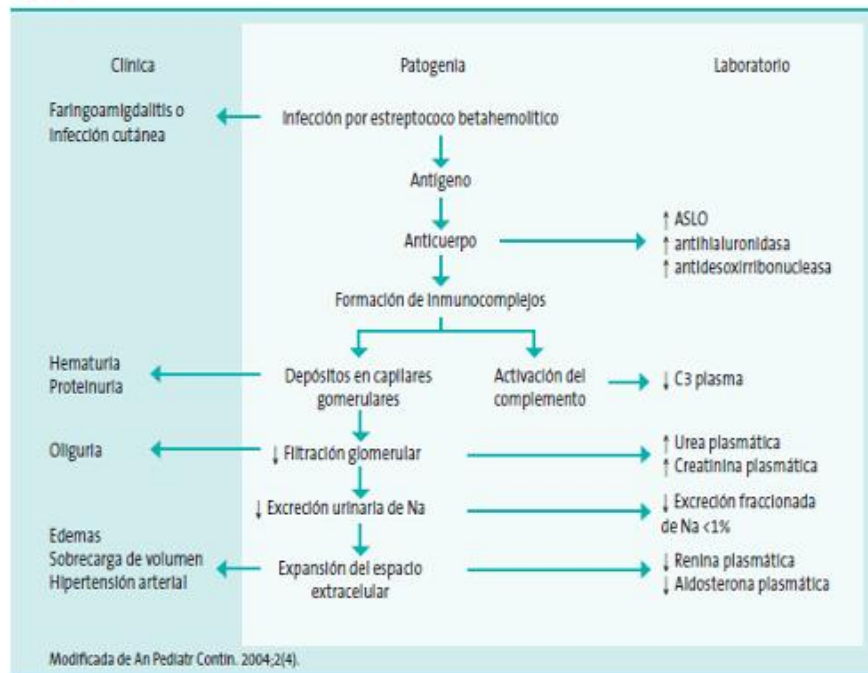 Clínica Patogenia Laboratorio
Faringoamigdalitis o
Infección cutánea
Infección por estreptococo betahemolítico
Antígeno
Anticuerpo
↑ ASLO
↑ antihialuronidasa
↑ antidesoxirribonucleasa
Formación de inmunocomplejos
Hematuria
Proteinuria
Depósitos en capilares
gomerulares
Activación del
complemento
↓ C3 plasma
Oliguria
↓ Filtración glomerular
↑ Urea plasmática
↑ Creatinina plasmática
↓ Excreción urinaria de Na
↓ Excreción fraccionada
de Na <1%
Edemas
Sobrecarga de volumen
Hipertensión arterial
Expansión del espacio
extracelular
↓ Renina plasmática
↓ Aldosterona plasmática
Modificada de An Pediatr Contin. 2004;2(4).